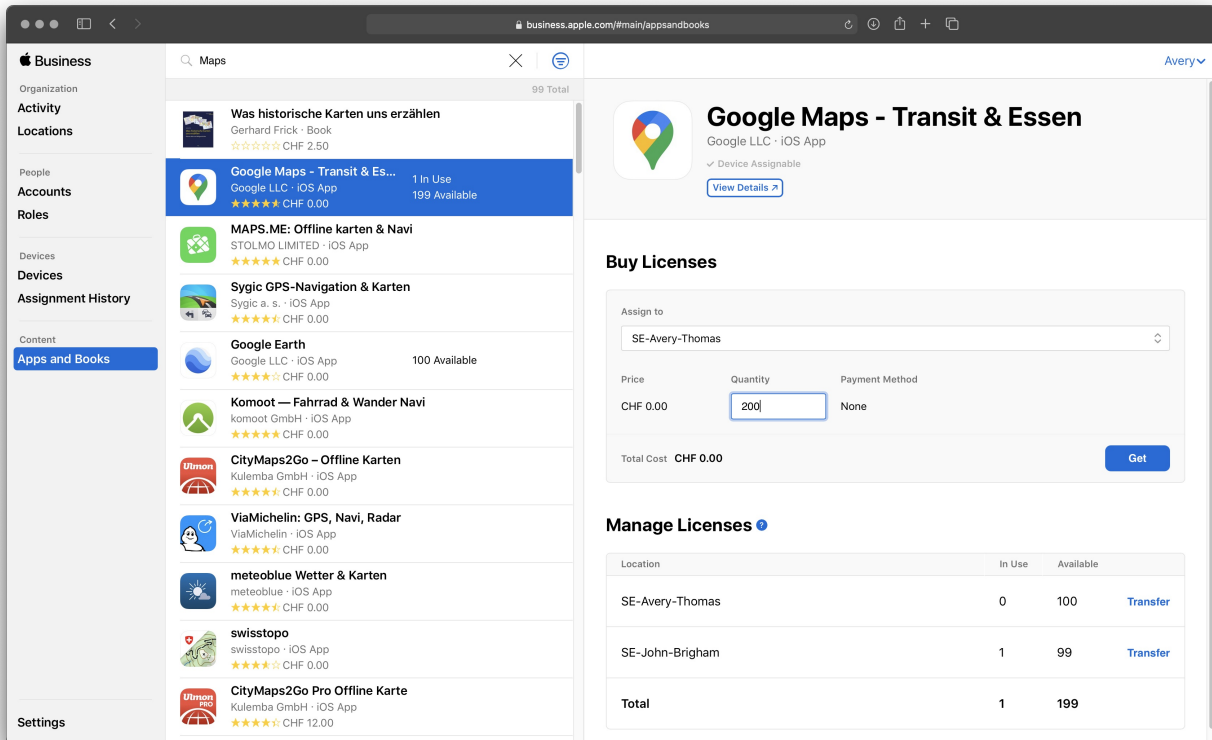 business.apple.com/#main/appsandbooks
Business
Organization
Activity
Locations
People
Accounts
Roles
Devices
Devices
Assignment History
Content
Apps and Books
Settings
Maps
99 Total
Was historische Karten uns erzählen
Gerhard Frick · Book
☆☆☆☆☆ CHF 2.50
Google Maps - Transit & Es...
Google LLC · iOS App
CHF 0.00
1 In Use
199 Available
MAPS.ME: Offline karten & Navi
STOLMO LIMITED · iOS App
CHF 0.00
Sygic GPS-Navigation & Karten
Sygic a. s. · iOS App
CHF 0.00
Google Earth
Google LLC · iOS App
CHF 0.00
100 Available
Komoot — Fahrrad & Wander Navi
komoot GmbH · iOS App
CHF 0.00
Ulmon
CityMaps2Go – Offline Karten
Kulemba GmbH · iOS App
CHF 0.00
ViaMichelin: GPS, Navi, Radar
ViaMichelin · iOS App
CHF 0.00
meteoblue Wetter & Karten
meteoblue · iOS App
CHF 0.00
swisstopo
swisstopo · iOS App
CHF 0.00
Ulmon
PRO
CityMaps2Go Pro Offline Karte
Kulemba GmbH · iOS App
CHF 12.00
Avery
Google Maps - Transit & Essen
Google LLC · iOS App
✓ Device Assignable
View Details ↗
Buy Licenses
Assign to
SE-Avery-Thomas
Price Quantity Payment Method
CHF 0.00 200 None
Total Cost CHF 0.00 Get
Manage Licenses ?
Location In Use Available
SE-Avery-Thomas 0 100 Transfer
SE-John-Brigham 1 99 Transfer
Total 1 199